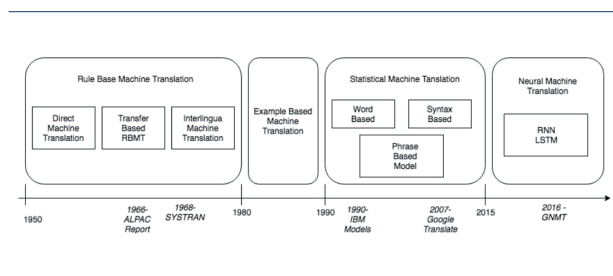 Rule Base Machine Translation
Direct
Machine
Translation
Transfer
Based
RBMT
Interlingua
Machine
Translation
Example Based
Machine
Translation
Statistical Machine Tanslation
Word
Based
Syntax
Based
Phrase
Based
Model
Neural Machine
Translation
RNN
LSTM
1950
1966-
ALPAC
Report
1968-
SYSTRAN
1980
1990
1990-
IBM
Models
2007-
Google
Translate
2015
2016 -
GNMT